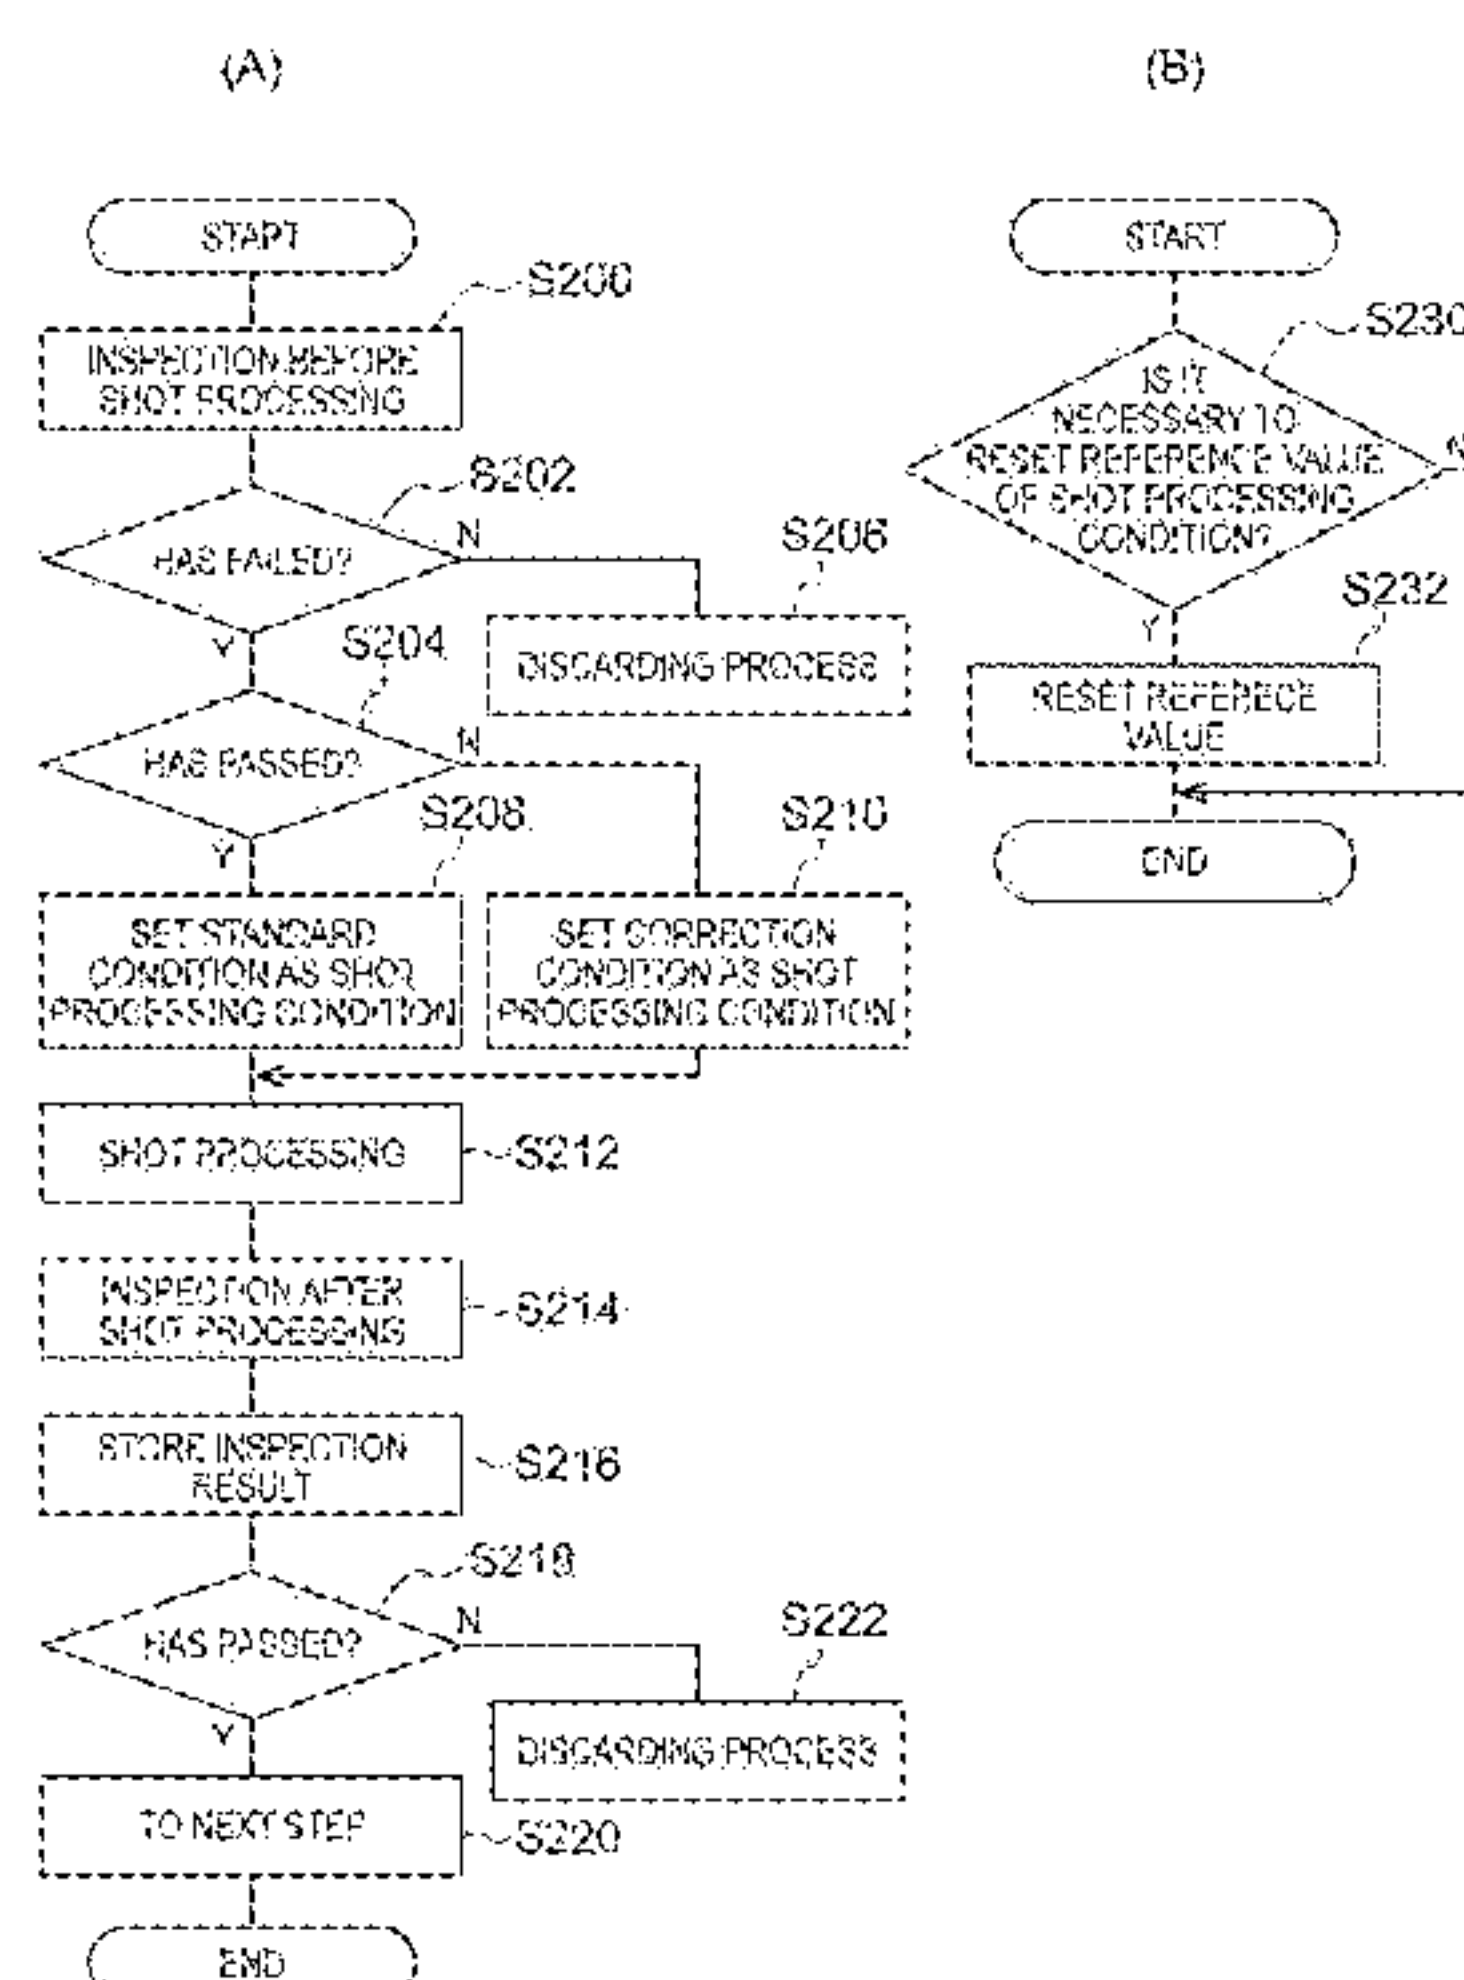 (A)
START
S200
INSPECTION BEFORE
SHOT PROCESSING
S202
HAS FAILED?
N
Y
S206
DISCARDING PROCESS
S204
HAS PASSED?
N
Y
S208
SET STANDARD
CONDITION AS SHOT
PROCESSING CONDITION
S210
SET CORRECTION
CONDITION AS SHOT
PROCESSING CONDITION
SHOT PROCESSING
S212
INSPECTION AFTER
SHOT PROCESSING
S214
STORE INSPECTION
RESULT
S216
S218
HAS PASSED?
N
Y
S222
DISCARDING PROCESS
TO NEXT STEP
S220
END
(B)
START
S230
IS IT
NECESSARY TO
RESET REFERENCE VALUE
OF SHOT PROCESSING
CONDITION?
N
Y
S232
RESET REFERECE
VALUE
END